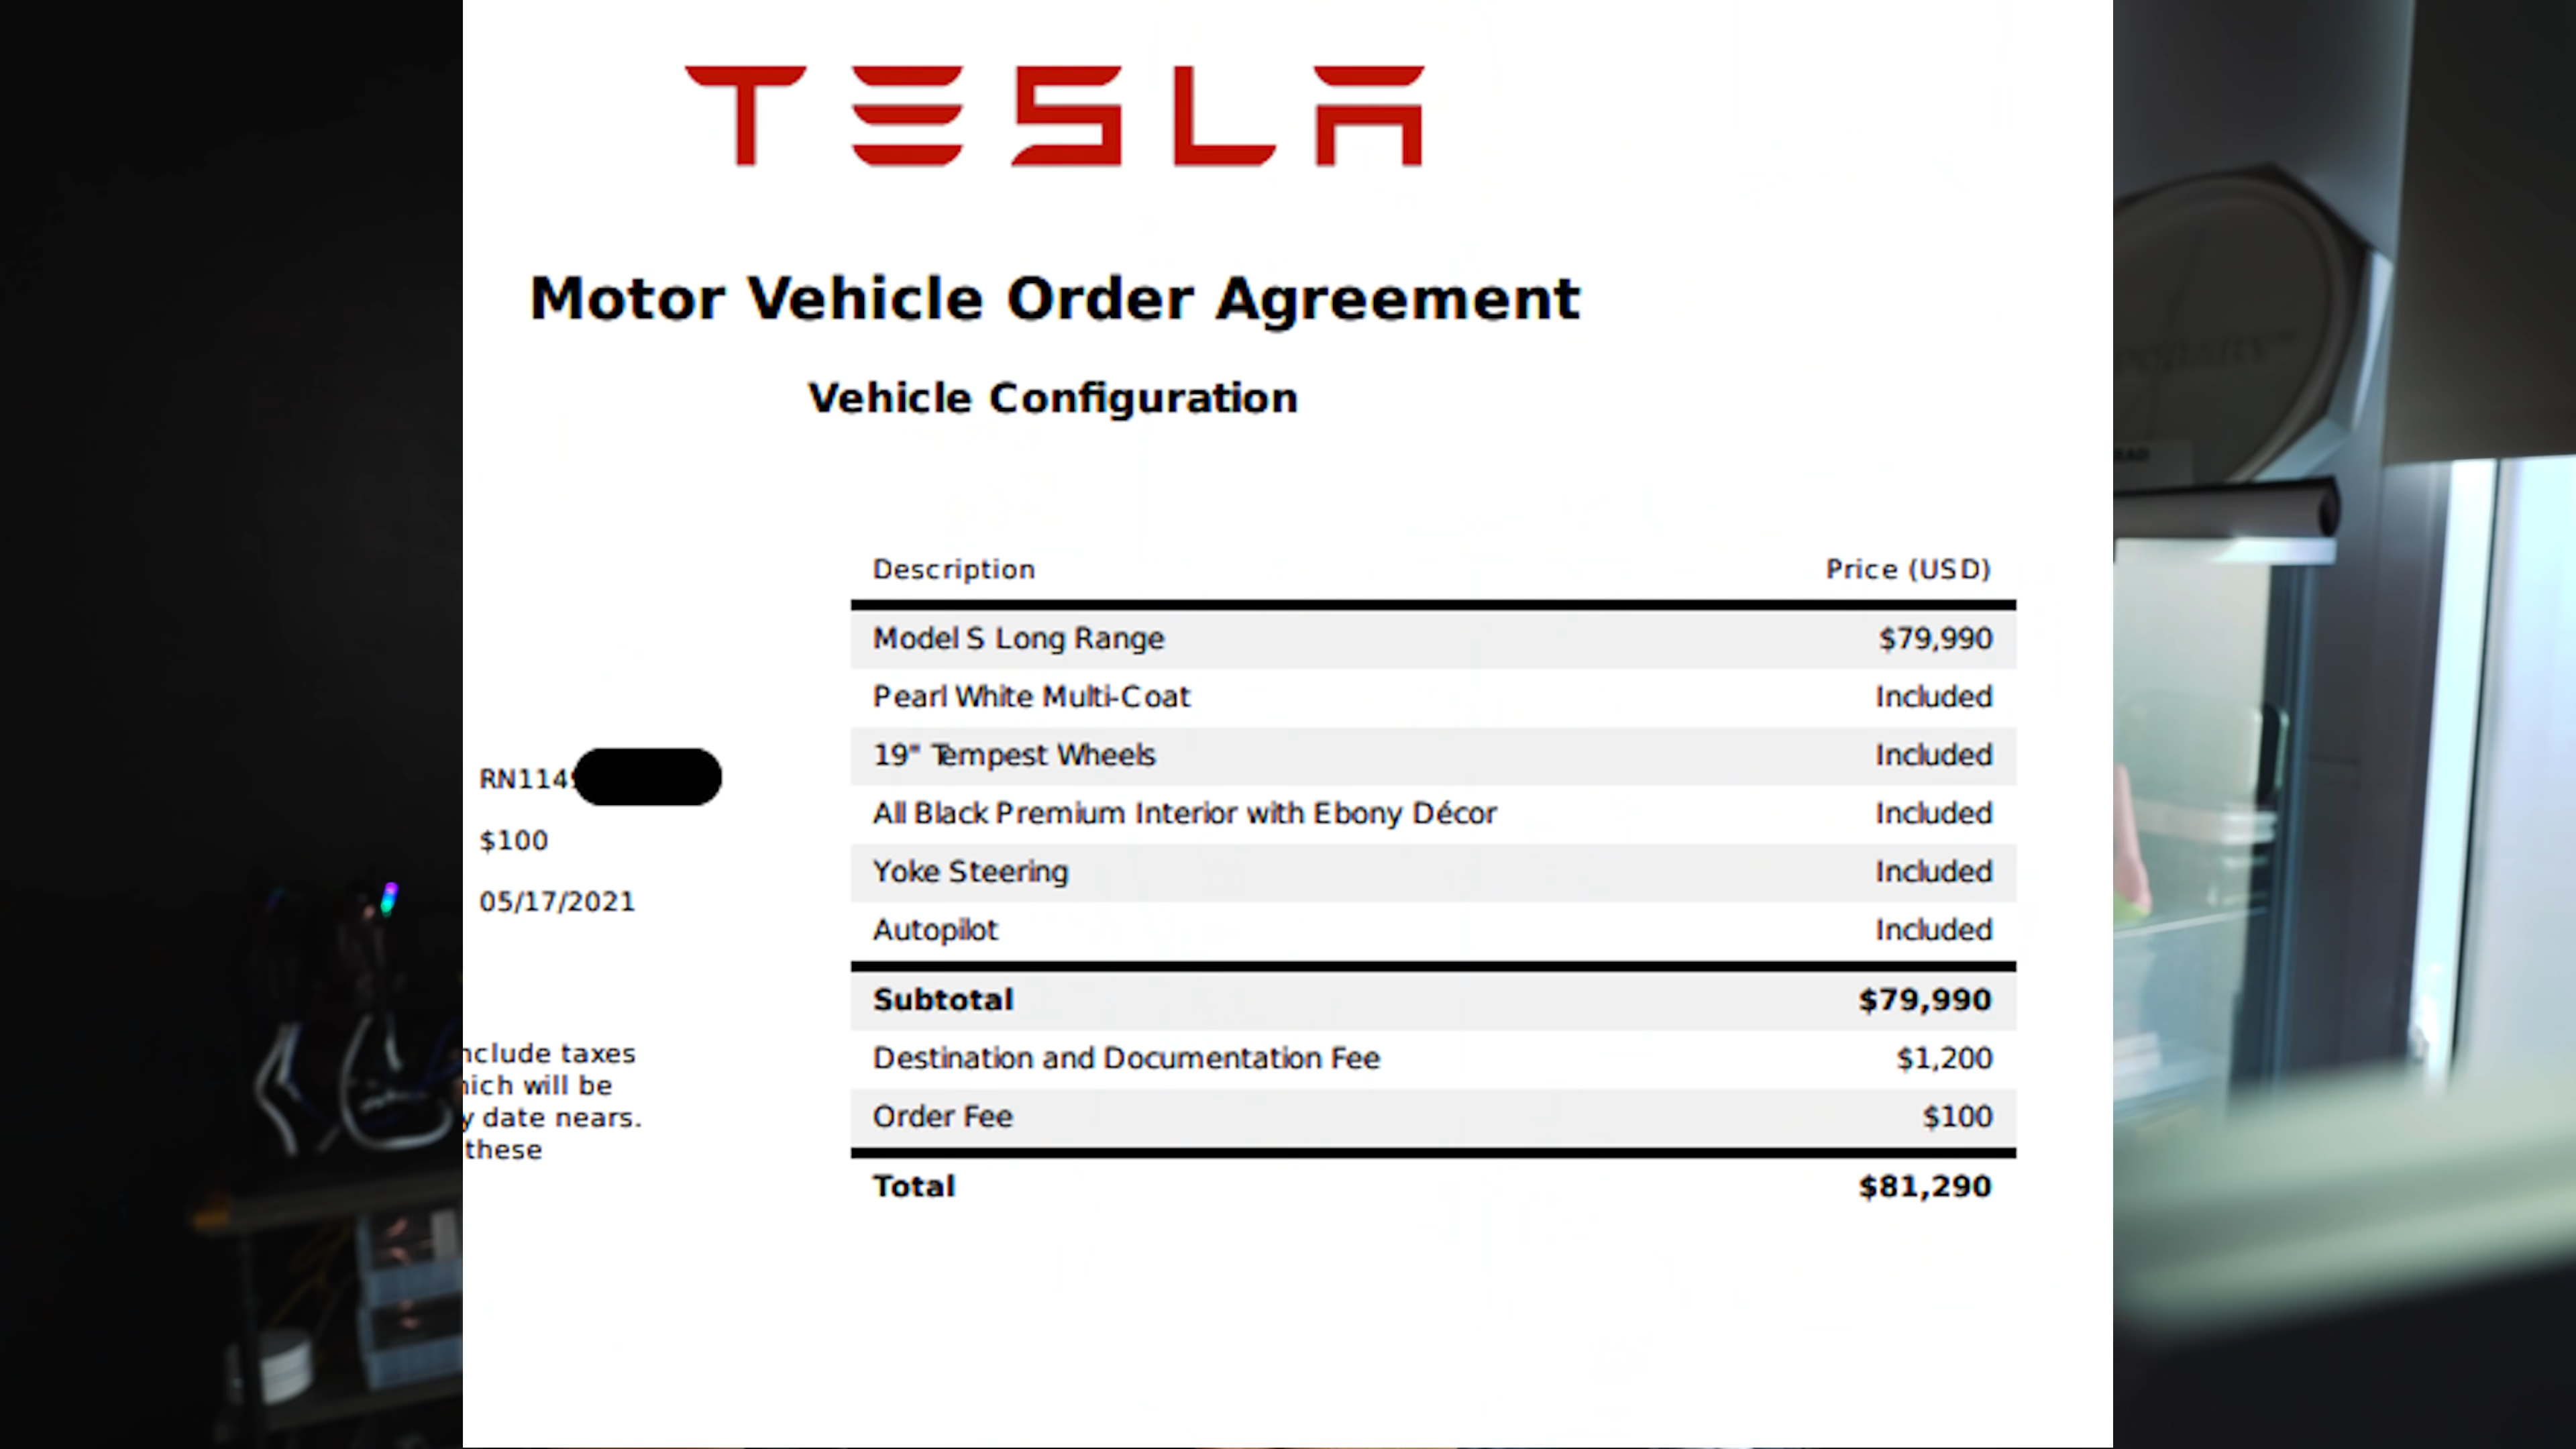 TESLA
Motor Vehicle Order Agreement
Vehicle Configuration
Description Price (USD)
Model S Long Range $79,990
Pearl White Multi-Coat Included
19" Tempest Wheels Included
RN114
All Black Premium Interior with Ebony Décor Included
$100
Yoke Steering Included
05/17/2021
Autopilot Included
Subtotal $79,990
nclude taxes
Destination and Documentation Fee $1,200
hich will be
y date nears.
Order Fee $100
these
Total $81,290